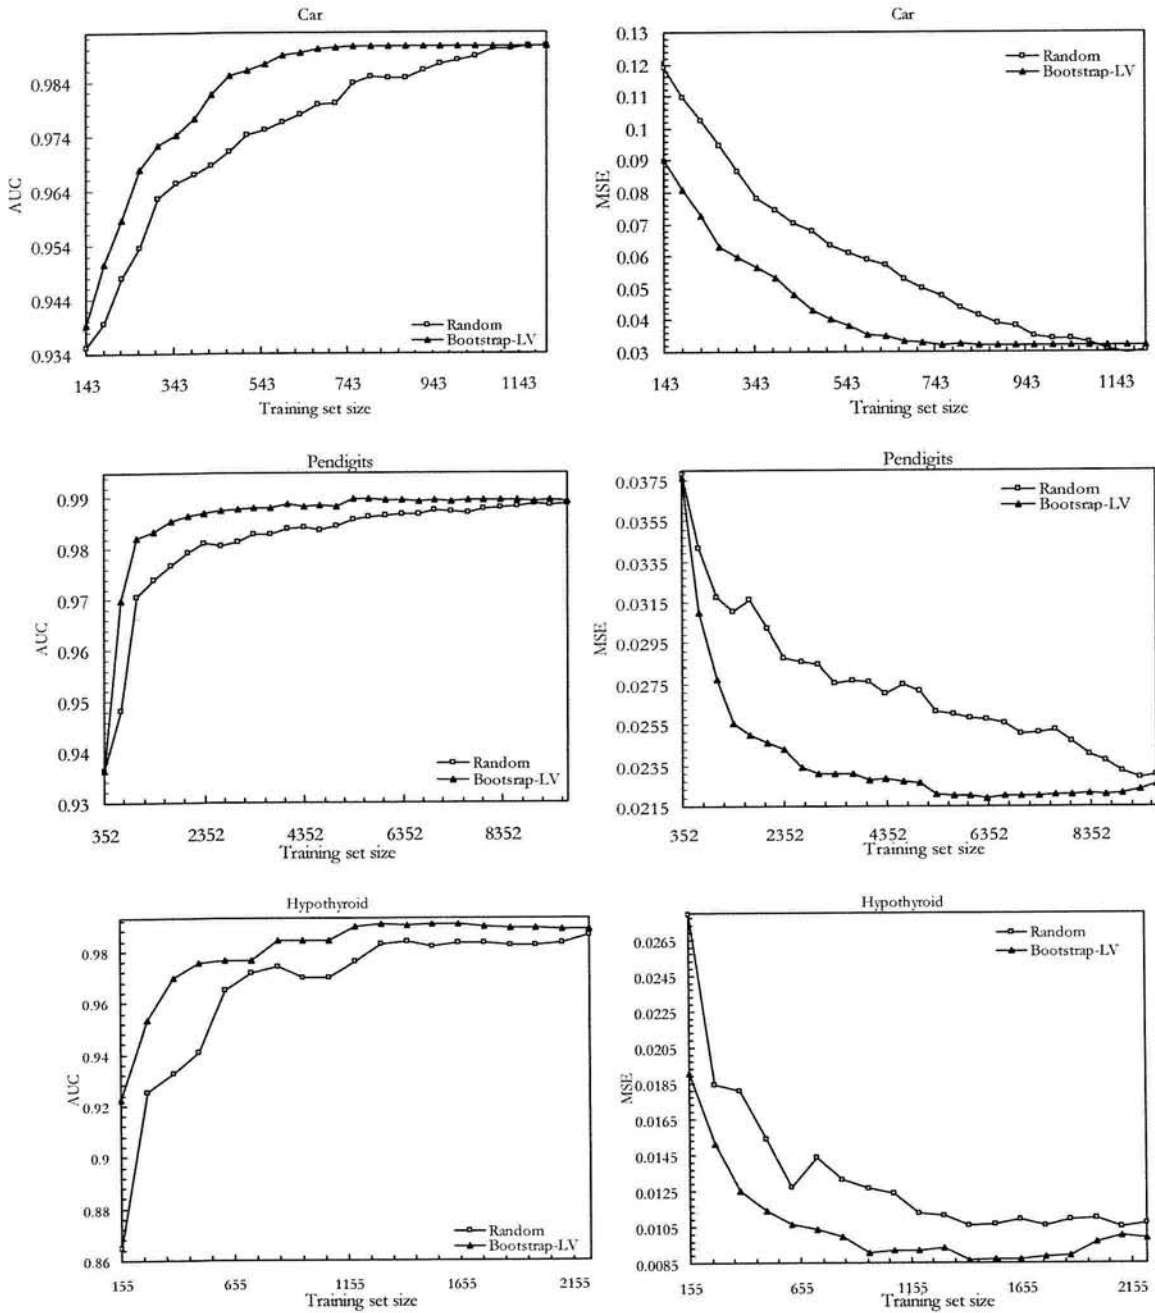 Car
0.984
0.974
0.964
0.954
0.944
0.934
AUC
Random
Bootstrap-LV
143 343 543 743 943 1143
Training set size
Car
0.13
0.12
0.11
0.1
0.09
0.08
0.07
0.06
0.05
0.04
0.03
MSE
Random
Bootstrap-LV
143 343 543 743 943 1143
Training set size
Pendigits
0.99
0.98
0.97
0.96
0.95
0.94
0.93
AUC
Random
Bootsrap-LV
352 2352 4352 6352 8352
Training set size
Pendigits
0.0375
0.0355
0.0335
0.0315
0.0295
0.0275
0.0255
0.0235
0.0215
MSE
Random
Bootsrap-LV
352 2352 4352 6352 8352
Training set size
Hypothyroid
0.98
0.96
0.94
0.92
0.9
0.88
0.86
AUC
Random
Bootstrap-LV
155 655 1155 1655 2155
Training set size
Hypothyroid
0.0265
0.0245
0.0225
0.0205
0.0185
0.0165
0.0145
0.0125
0.0105
0.0085
MSE
Random
Bootstrap-LV
155 655 1155 1655 2155
Training set size